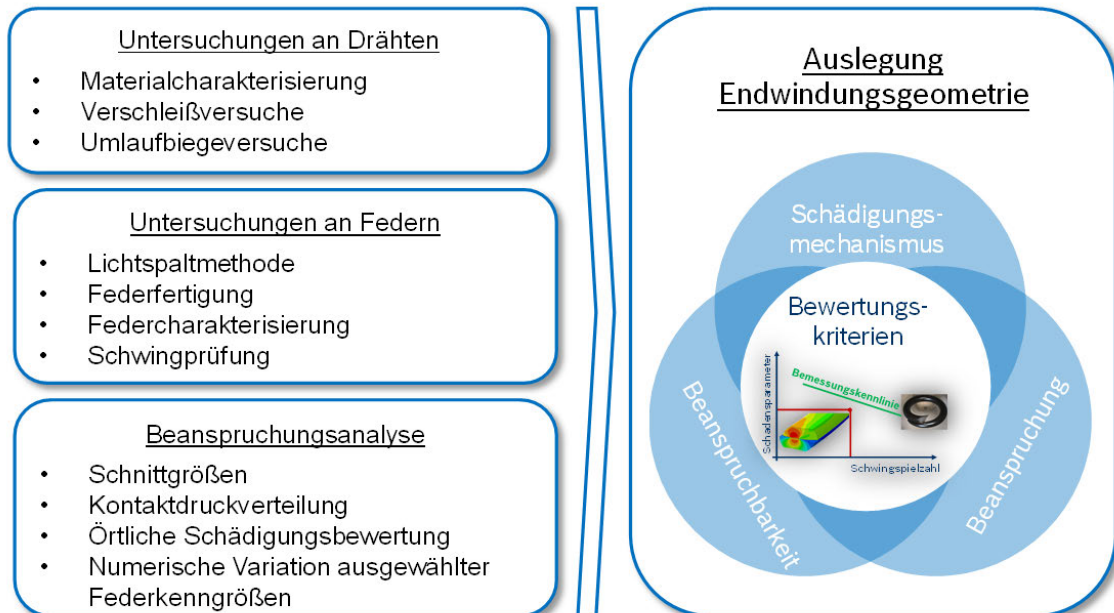 Untersuchungen an Drähten
• Materialcharakterisierung
• Verschleißversuche
• Umlaufbiegeversuche
Untersuchungen an Federn
• Lichtspaltmethode
• Federfertigung
• Federcharakterisierung
• Schwingprüfung
Beanspruchungsanalyse
• Schnittgrößen
• Kontaktdruckverteilung
• Örtliche Schädigungsbewertung
• Numerische Variation ausgewählter
Federkenngrößen
Auslegung
Endwindungsgeometrie
Schädigungs-
mechanismus
Bewertungs-
kriterien
Schadensparameter
Bemessungskennlinie
Schwingspielzahl
Beanspruchbarkeit
Beanspruchung